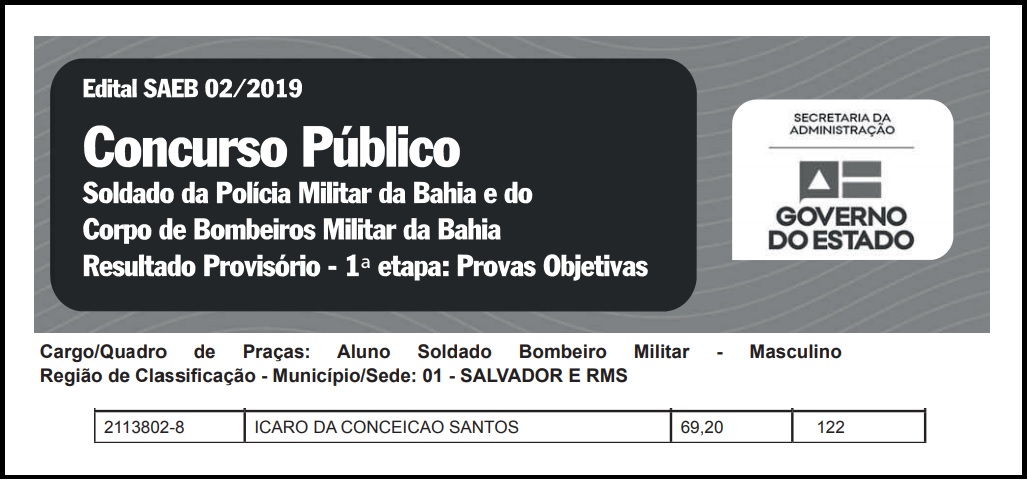 Edital SAEB 02/2019
Concurso Público
Soldado da Polícia Militar da Bahia e do
Corpo de Bombeiros Militar da Bahia
Resultado Provisório - 1ª etapa: Provas Objetivas
SECRETARIA DA
ADMINISTRAÇÃO
GOVERNO
DO ESTADO
Cargo/Quadro de Praças: Aluno Soldado Bombeiro Militar - Masculino
Região de Classificação - Município/Sede: 01 - SALVADOR E RMS
2113802-8 ICARO DA CONCEICAO SANTOS 69,20 122